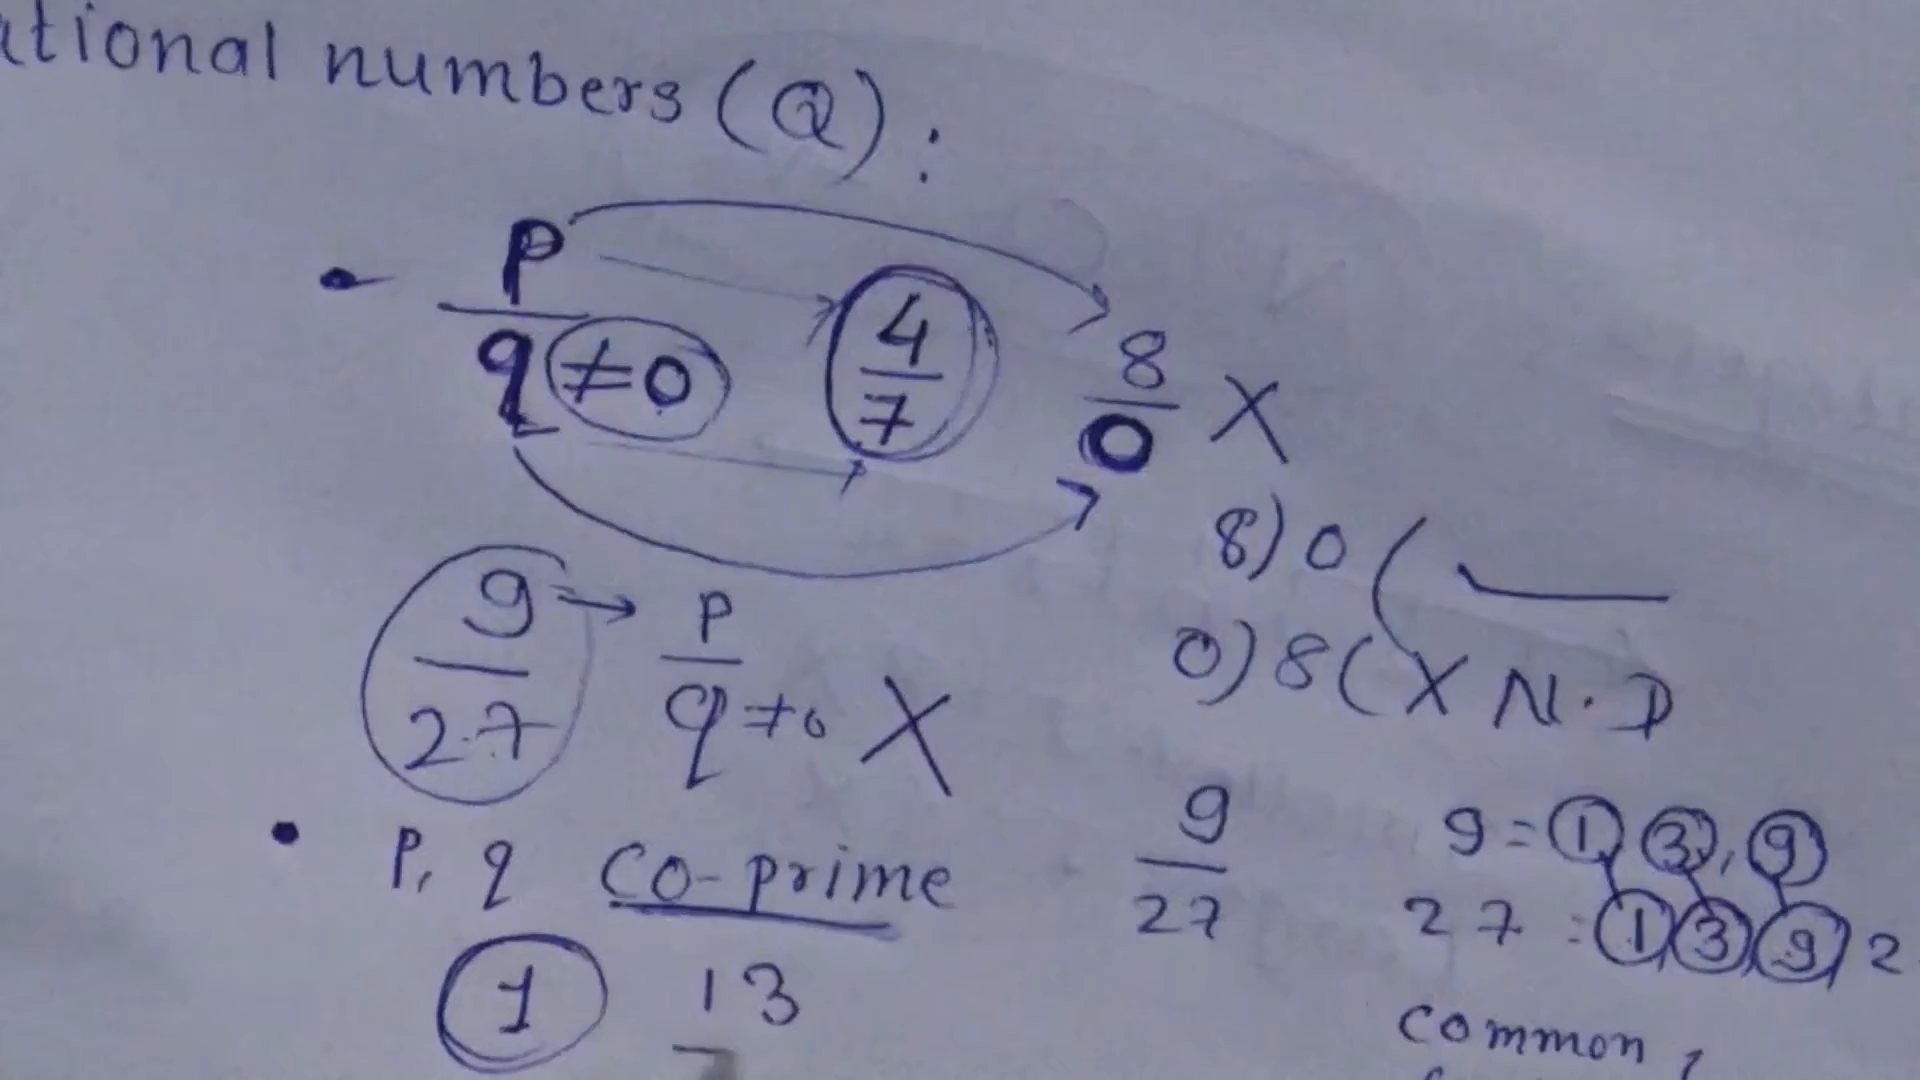 ational numbers (Q) :
• p/q ≠0 4/7 8/0 X
8)0(
0)8(X N.D
9/27 → p/q ≠0 X
• P, q Co-prime
9/27
9 = 1 3, 9
27 : 1 3 9, 2
1 13
common